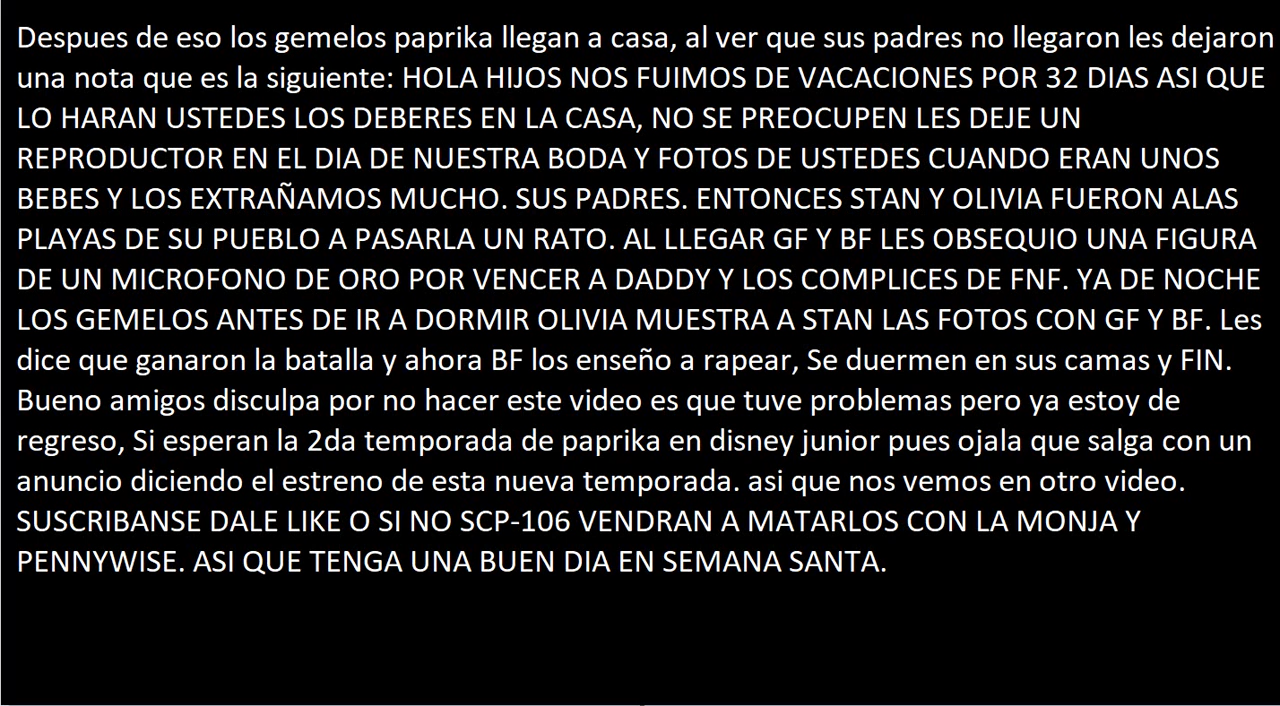 Despues de eso los gemelos paprika llegan a casa, al ver que sus padres no llegaron les dejaron
una nota que es la siguiente: HOLA HIJOS NOS FUIMOS DE VACACIONES POR 32 DIAS ASI QUE
LO HARAN USTEDES LOS DEBERES EN LA CASA, NO SE PREOCUPEN LES DEJE UN
REPRODUCTOR EN EL DIA DE NUESTRA BODA Y FOTOS DE USTEDES CUANDO ERAN UNOS
BEBES Y LOS EXTRAÑAMOS MUCHO. SUS PADRES. ENTONCES STAN Y OLIVIA FUERON ALAS
PLAYAS DE SU PUEBLO A PASARLA UN RATO. AL LLEGAR GF Y BF LES OBSEQUIO UNA FIGURA
DE UN MICROFONO DE ORO POR VENCER A DADDY Y LOS COMPLICES DE FNF. YA DE NOCHE
LOS GEMELOS ANTES DE IR A DORMIR OLIVIA MUESTRA A STAN LAS FOTOS CON GF Y BF. Les
dice que ganaron la batalla y ahora BF los enseño a rapear, Se duermen en sus camas y FIN.
Bueno amigos disculpa por no hacer este video es que tuve problemas pero ya estoy de
regreso, Si esperan la 2da temporada de paprika en disney junior pues ojala que salga con un
anuncio diciendo el estreno de esta nueva temporada. asi que nos vemos en otro video.
SUSCRIBANSE DALE LIKE O SI NO SCP-106 VENDRAN A MATARLOS CON LA MONJA Y
PENNYWISE. ASI QUE TENGA UNA BUEN DIA EN SEMANA SANTA.